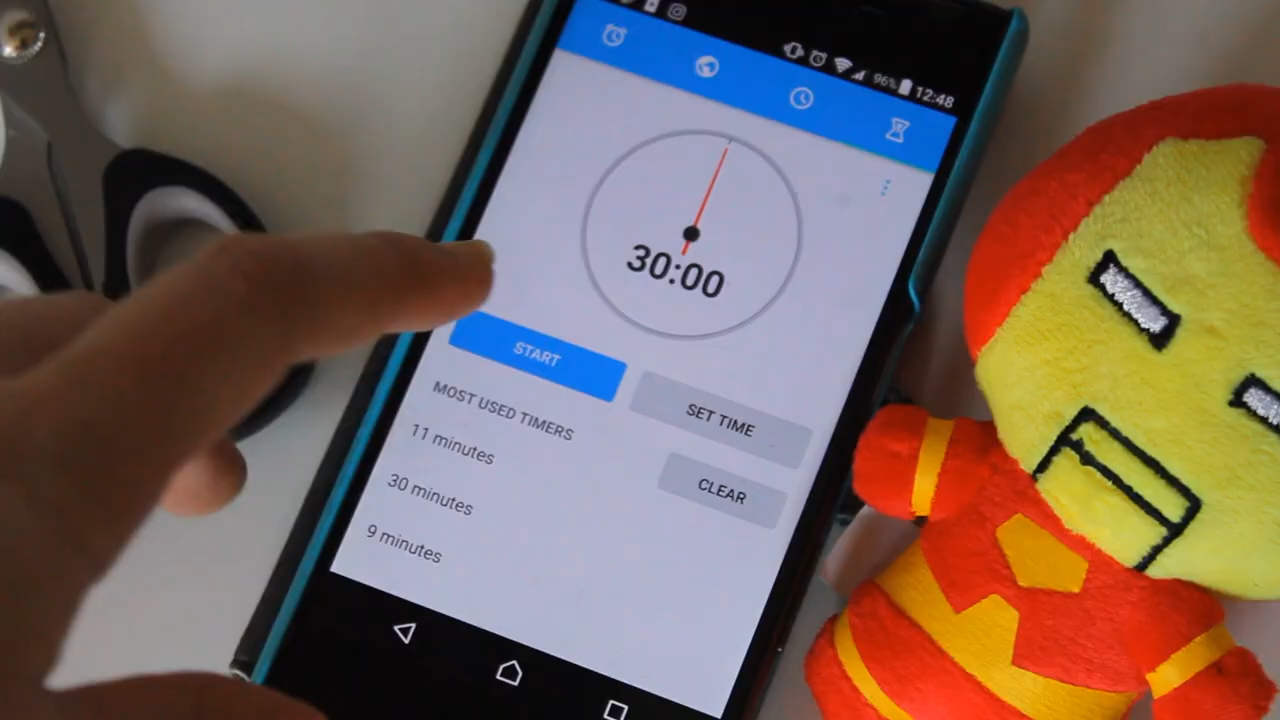 96% 12:48
30:00
START
SET TIME
CLEAR
MOST USED TIMERS
11 minutes
30 minutes
9 minutes